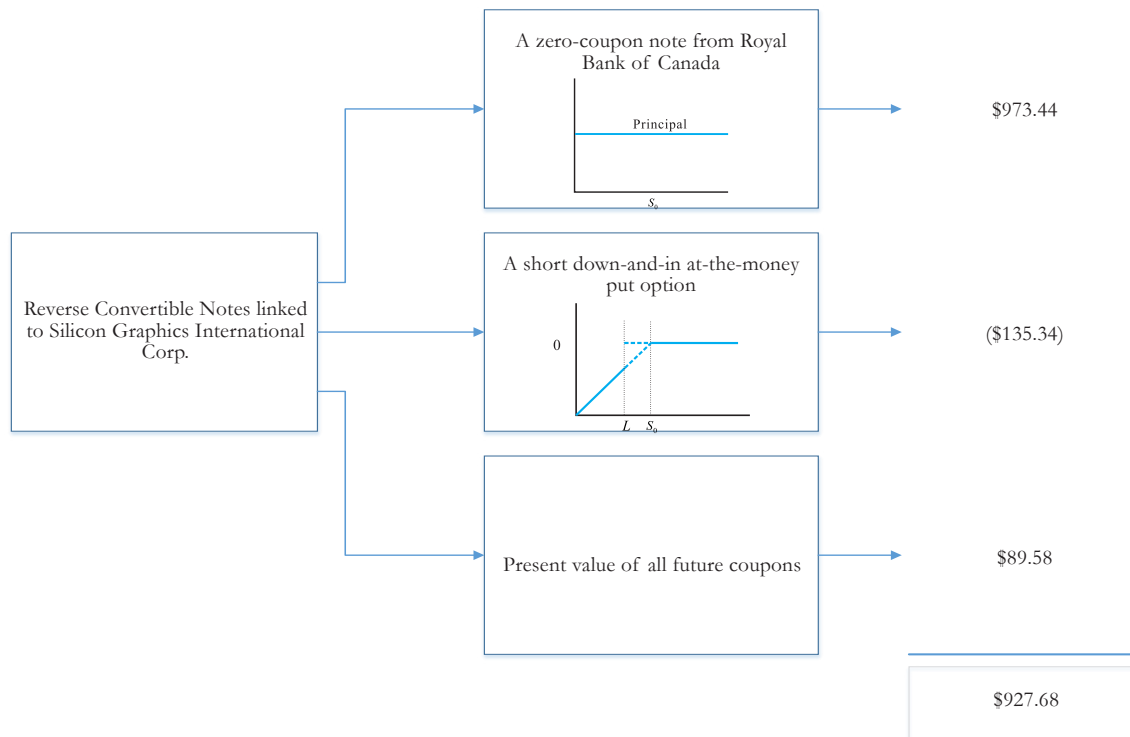 A zero-coupon note from Royal
Bank of Canada
Principal
S₀
$973.44
Reverse Convertible Notes linked
to Silicon Graphics International
Corp.
A short down-and-in at-the-money
put option
0
L S₀
($135.34)
Present value of all future coupons
$89.58
$927.68